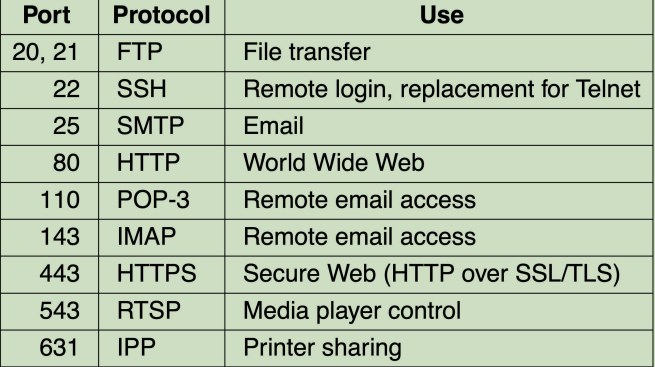 Port Protocol Use
20, 21 FTP File transfer
22 SSH Remote login, replacement for Telnet
25 SMTP Email
80 HTTP World Wide Web
110 POP-3 Remote email access
143 IMAP Remote email access
443 HTTPS Secure Web (HTTP over SSL/TLS)
543 RTSP Media player control
631 IPP Printer sharing